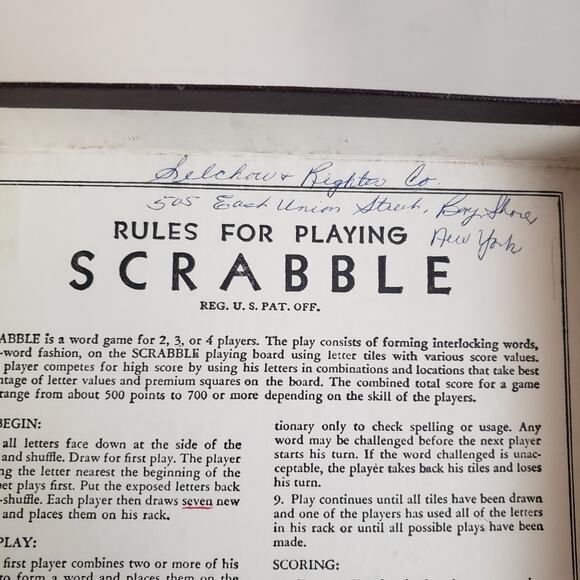 Selchow & Righter Co.
505 East Union Street, Bay Shore,
New York
RULES FOR PLAYING
SCRABBLE
REG. U. S. PAT. OFF.
ABBLE is a word game for 2, 3, or 4 players. The play consists of forming interlocking words,
-word fashion, on the SCRABBLE playing board using letter tiles with various score values.
player competes for high score by using his letters in combinations and locations that take best
ntage of letter values and premium squares on the board. The combined total score for a game
range from about 500 points to 700 or more depending on the skill of the players.
BEGIN:
all letters face down at the side of the
and shuffle. Draw for first play. The player
ng the letter nearest the beginning of the
bet plays first. Put the exposed letters back
-shuffle. Each player then draws seven new
and places them on his rack.
PLAY:
first player combines two or more of his
to form a word and places them on the
tionary only to check spelling or usage. Any
word may be challenged before the next player
starts his turn. If the word challenged is unac-
ceptable, the player takes back his tiles and loses
his turn.
9. Play continues until all tiles have been drawn
and one of the players has used all of the letters
in his rack or until all possible plays have been
made.
SCORING: